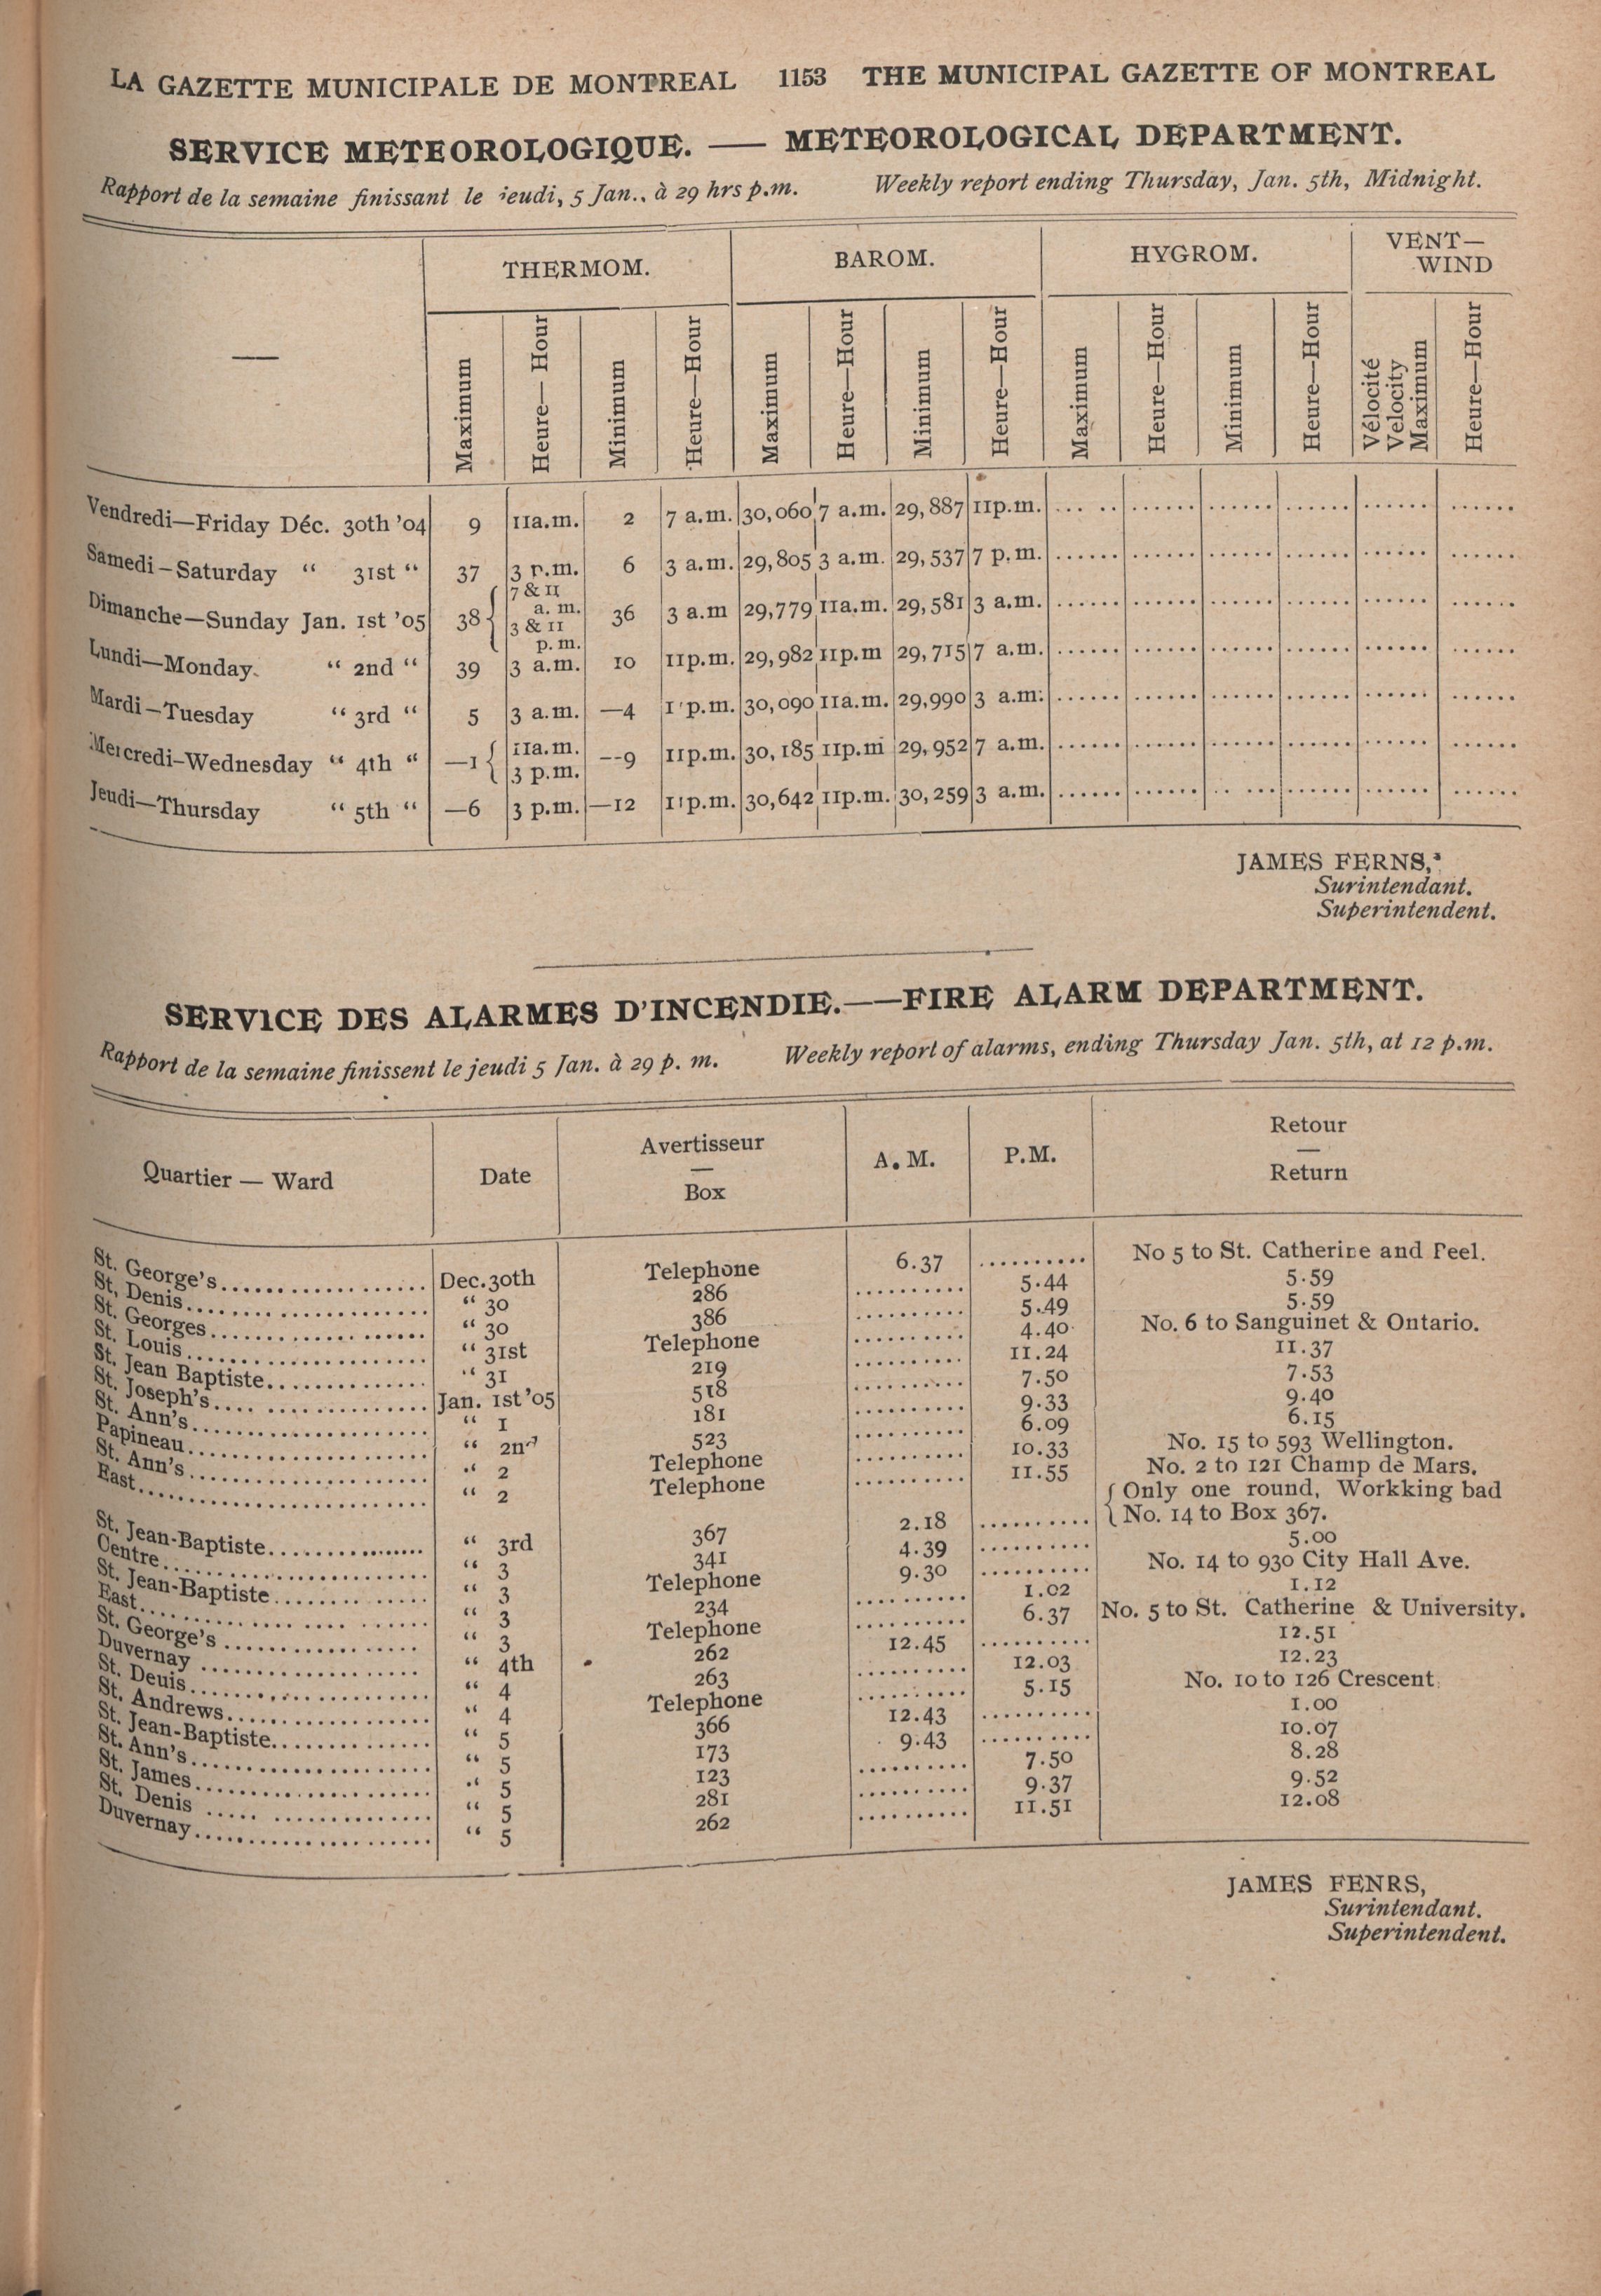 LA GAZETTE MUNICIPALE DE MONTREAL 1153 THE MUNICIPAL GAZETTE OF MONTREAL
SERVICE METEOROLOGIQUE. — METEOROLOGICAL DEPARTMENT.
Rapport de la semaine finissant le jeudi, 5 Jan., à 29 hrs p.m. Weekly report ending Thursday, Jan. 5th, Midnight.
— THERMOM. BAROM. HYGROM. VENT—WIND
Maximum Heure—Hour Minimum Heure—Hour Maximum Heure—Hour Minimum Heure—Hour Maximum Heure—Hour Minimum Heure—Hour Vélocité Velocity Maximum Heure—Hour
Vendredi—Friday Déc. 30th '04 9 11a.m. 2 7 a.m. 30,060 7 a.m. 29,887 11p.m. ...... ...... ...... ...... ...... ......
Samedi—Saturday “ 31st “ 37 3 p.m. 6 3 a.m. 29,805 3 a.m. 29,537 7 p.m. ...... ...... ...... ...... ...... ......
Dimanche—Sunday Jan. 1st '05 38 { 7 & 11 a. m. 3 & 11 p. m. 36 3 a.m 29,779 11a.m. 29,581 3 a.m. ...... ...... ...... ...... ...... ......
Lundi—Monday. “ 2nd “ 39 3 a.m. 10 11p.m. 29,982 11p.m 29,715 7 a.m. ...... ...... ...... ...... ...... ......
Mardi—Tuesday “ 3rd “ 5 3 a.m. —4 1 p.m. 30,090 11a.m. 29,990 3 a.m. ...... ...... ...... ...... ...... ......
Mercredi—Wednesday “ 4th “ —1 { 11a.m. 3 p.m. --9 11p.m. 30,185 11p.m 29,952 7 a.m. ...... ...... ...... ...... ...... ......
Jeudi—Thursday “ 5th “ —6 3 p.m. —12 11p.m. 30,642 11p.m. 30,259 3 a.m. ...... ...... ...... ...... ...... ......
JAMES FERNS,
Surintendant.
Superintendent.
SERVICE DES ALARMES D'INCENDIE.——FIRE ALARM DEPARTMENT.
Rapport de la semaine finissent le jeudi 5 Jan. à 29 p. m. Weekly report of alarms, ending Thursday Jan. 5th, at 12 p.m.
Quartier — Ward Date Avertisseur — Box A. M. P.M. Retour — Return
St. George's.................. Dec.30th Telephone 6.37 .......... No 5 to St. Catherine and Peel.
St, Denis.................. “ 30 286 .......... 5.44 5.59
St. Georges.................. “ 30 386 .......... 5.49 5.59
St. Louis.................. “ 31st Telephone .......... 4.40 No. 6 to Sanguinet & Ontario.
St. Jean Baptiste.............. “ 31 219 .......... 11.24 11.37
St. Joseph's.................. Jan. 1st '05 518 .......... 7.50 7.53
St. Ann's.................. “ 1 181 .......... 9.33 9.40
Papineau.................. “ 2nd 523 .......... 6.09 6.15
St. Ann's.................. “ 2 Telephone .......... 10.33 No. 15 to 593 Wellington.
East.................. “ 2 Telephone .......... 11.55 No. 2 to 121 Champ de Mars.
St. Jean-Baptiste.............. “ 3rd 367 2.18 .......... { Only one round, Workking bad
No. 14 to Box 367.
Centre.................. “ 3 341 4.39 .......... 5.00
St. Jean-Baptiste.............. “ 3 Telephone 9.30 .......... No. 14 to 930 City Hall Ave.
East.................. “ 3 234 .......... 1.02 1.12
St. George's .................. “ 3 Telephone .......... 6.37 No. 5 to St. Catherine & University.
Duvernay .................. “ 4th 262 12.45 .......... 12.51
St. Deuis.................. “ 4 263 .......... 12.03 12.23
St. Andrews.................. “ 4 Telephone .......... 5.15 No. 10 to 126 Crescent.
St. Jean-Baptiste.............. “ 5 366 12.43 .......... 1.00
St. Ann's.................. “ 5 173 9.43 .......... 10.07
St. James.................. “ 5 123 .......... 7.50 8.28
St. Denis .................. “ 5 281 .......... 9.37 9.52
Duvernay.................. “ 5 262 .......... 11.51 12.08
JAMES FENRS,
Surintendant.
Superintendent.